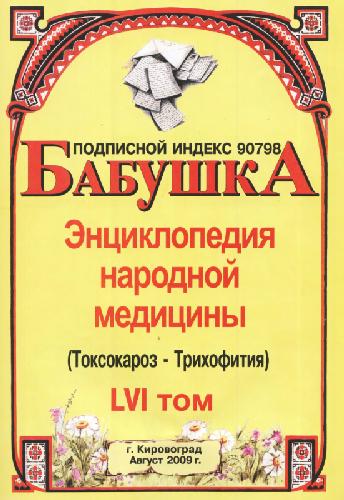 ПОДПИСНОЙ ИНДЕКС 90798
БАБУШКА
Энциклопедия
народной
медицины
(Токсокароз - Трихофития)
LVI том
г. Кировоград
Август 2009 г.